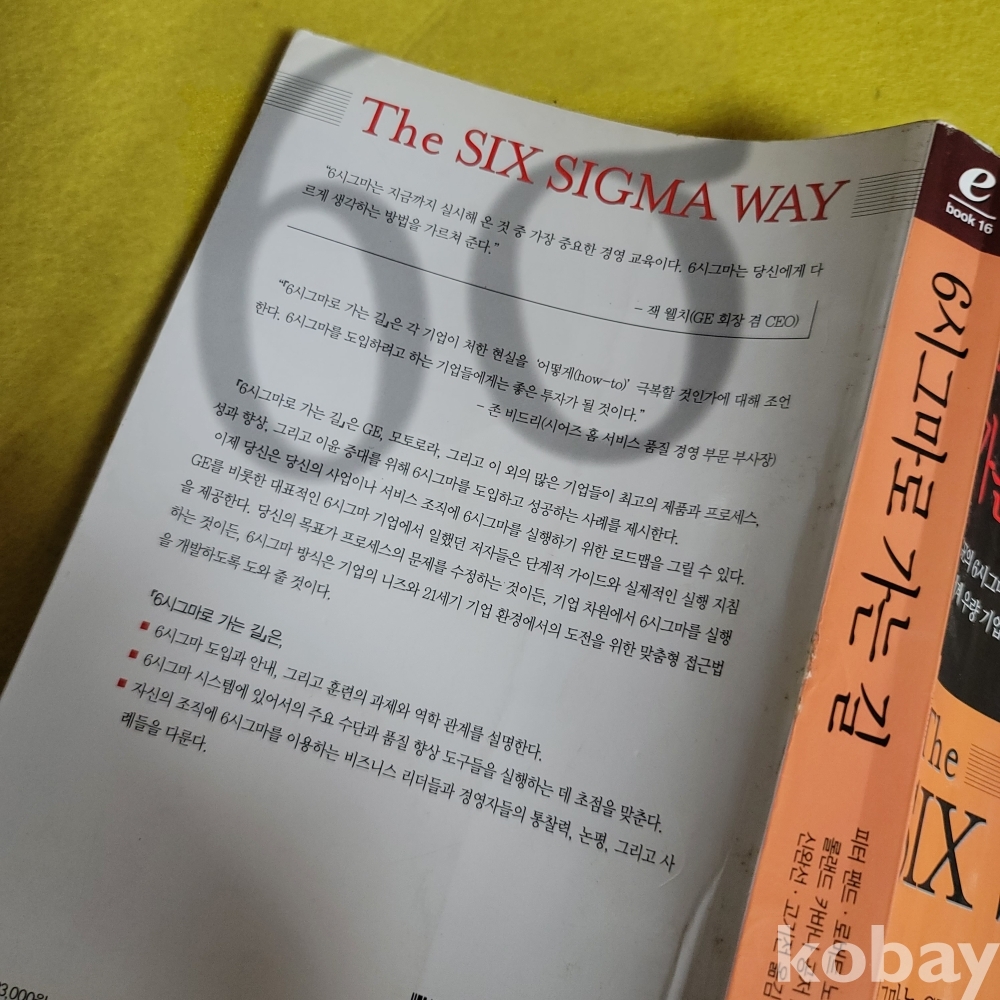 The SIX SIGMA WAY
“6시그마는 지금까지 실시해 온 것 중 가장 중요한 경영 교육이다. 6시그마는 당신에게 다
르게 생각하는 방법을 가르쳐 준다.”
– 잭 웰치(GE 회장 겸 CEO)
“『6시그마로 가는 길』은 각 기업이 처한 현실을 ‘어떻게(how-to)’ 극복할 것인가에 대해 조언
한다. 6시그마를 도입하려고 하는 기업들에게는 좋은 투자가 될 것이다.”
– 존 비드리(시어즈 홈 서비스 품질 경영 부문 부사장)
『6시그마로 가는 길』은 GE, 모토로라, 그리고 이 외의 많은 기업들이 최고의 제품과 프로세스,
성과 향상, 그리고 이윤 증대를 위해 6시그마를 도입하고 성공하는 사례를 제시한다.
이제 당신은 당신의 사업이나 서비스 조직에 6시그마를 실행하기 위한 로드맵을 그릴 수 있다.
GE를 비롯한 대표적인 6시그마 기업에서 일했던 저자들은 단계적 가이드와 실제적인 실행 지침
을 제공한다. 당신의 목표가 프로세스의 문제를 수정하는 것이든, 기업 차원에서 6시그마를 실행
하는 것이든, 6시그마 방식은 기업의 니즈와 21세기 기업 환경에서의 도전을 위한 맞춤형 접근법
을 개발하도록 도와 줄 것이다.
『6시그마로 가는 길』은,
6시그마 도입과 안내, 그리고 훈련의 과제와 역학 관계를 설명한다.
6시그마 시스템에 있어서의 주요 수단과 품질 향상 도구들을 실행하는 데 초점을 맞춘다.
자신의 조직에 6시그마를 이용하는 비즈니스 리더들과 경영자들의 통찰력, 논평, 그리고 사
례들을 다룬다.
3,000원
e
book 16
6시그마로 가는 길
피터 팬드 · 로버트 노
롤랜드 카바나 공저
신완선 · 김
The
SIX
kobay